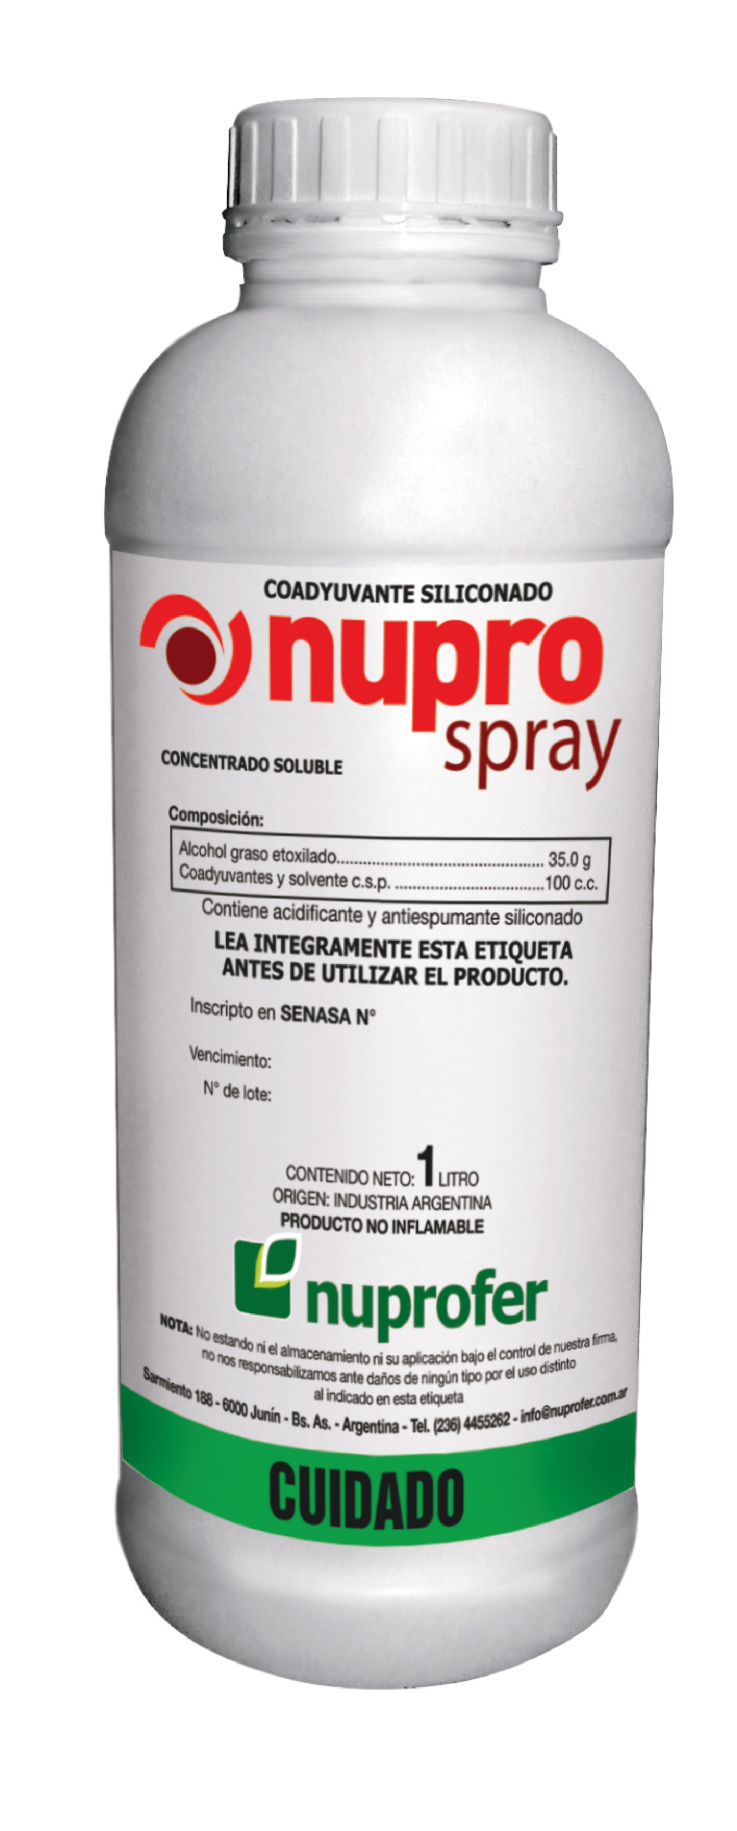 COADYUVANTE SILICONADO
nupro
spray
CONCENTRADO SOLUBLE
Composición:
Alcohol graso etoxilado............................................... 35.0 g
Coadyuvantes y solvente c.s.p. ..................................100 c.c.
Contiene acidificante y antiespumante siliconado
LEA INTEGRAMENTE ESTA ETIQUETA
ANTES DE UTILIZAR EL PRODUCTO.
Inscripto en SENASA N°
Vencimiento:
N° de lote:
CONTENIDO NETO: 1 LITRO
ORIGEN: INDUSTRIA ARGENTINA
PRODUCTO NO INFLAMABLE
nuprofer
NOTA: No estando ni el almacenamiento ni su aplicación bajo el control de nuestra firma,
no nos responsabilizamos ante daños de ningún tipo por el uso distinto
al indicado en esta etiqueta
Sarmiento 188 - 6000 Junín - Bs. As. - Argentina - Tel. (236) 4455262 - info@nuprofer.com.ar
CUIDADO